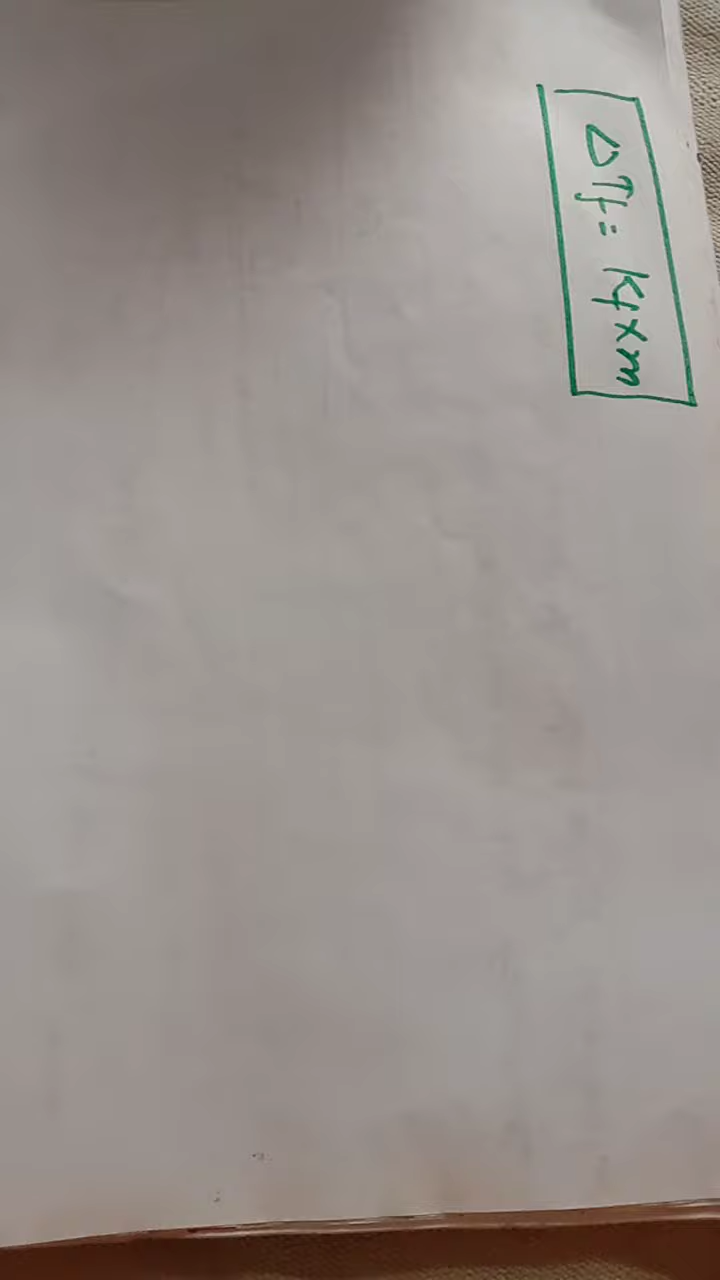 ΔTf = Kf x m